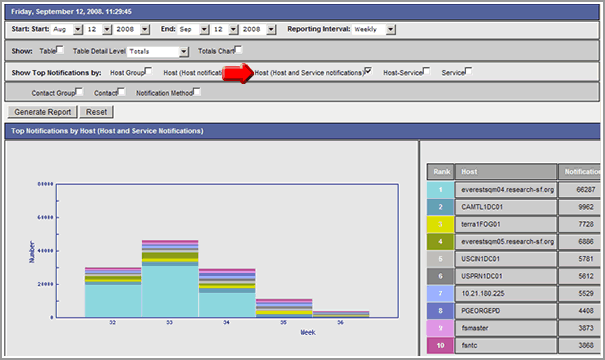 Friday, September 12, 2008. 11:29:45
Start: Start: Aug 12 2008 End: Sep 12 2008 Reporting Interval: Weekly
Show: Table Table Detail Level Totals Totals Chart
Show Top Notifications by: Host Group Host (Host notificatio Host (Host and Service notifications) Host-Service Service
Contact Group Contact Notification Method
Generate Report Reset
Top Notifications by Host (Host and Service Notifications)
80000
60000
40000
20000
0
Number
32 33 34 35 36
Week
Rank Host Notification
1 everestsqm04.research-sf.org 66287
2 CAMTL1DC01 9962
3 terra1FOG01 7728
4 everestsqm05.research-sf.org 6886
5 USCIN1DC01 5781
6 USPRN1DC01 5612
7 10.21.180.225 5529
8 PGEORGEPD 4408
9 fsmaster 3873
10 fsntc 3868